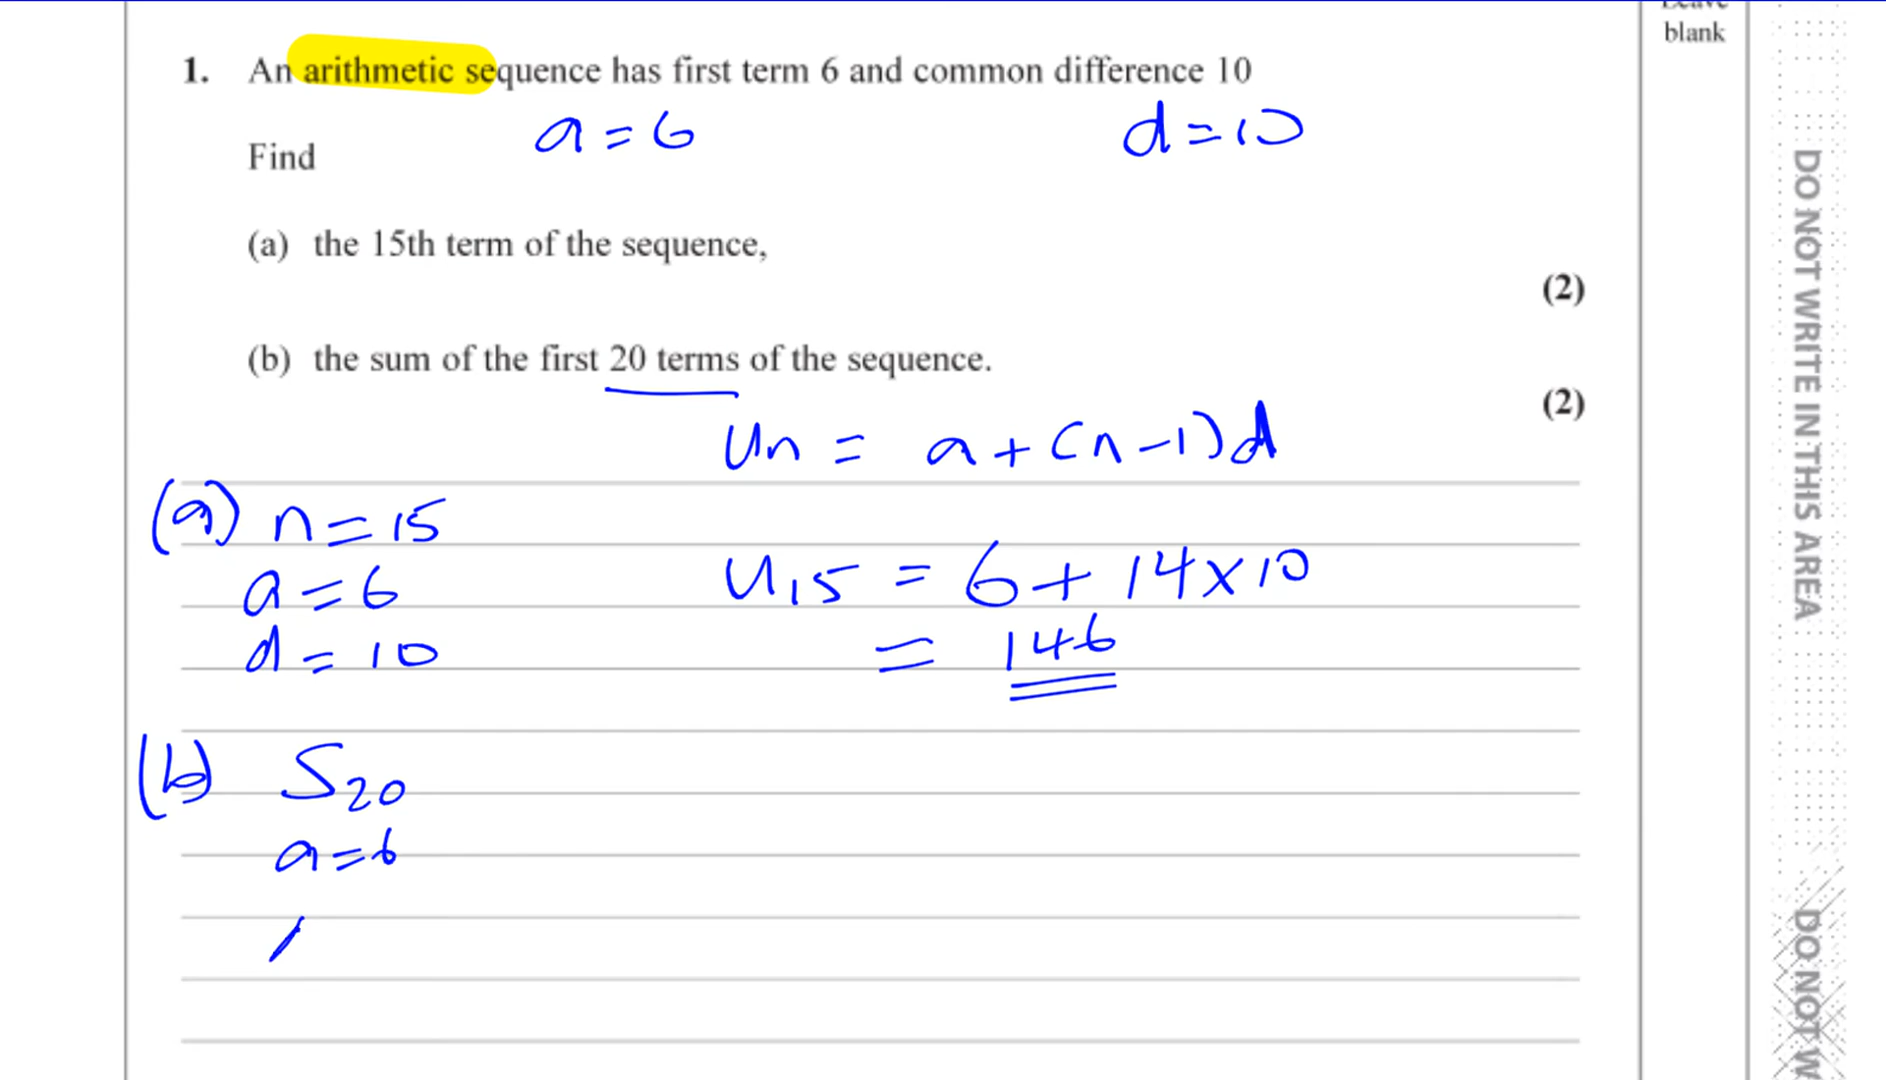 blank
1. An arithmetic sequence has first term 6 and common difference 10
a = 6 d = 10
Find
(a) the 15th term of the sequence,
(2)
(b) the sum of the first 20 terms of the sequence.
(2)
Un = a + (n - 1)d
(a) n = 15
a = 6
d = 10
U15 = 6 + 14 x 10
= 146
(b) S20
a = 6
DO NOT WRITE IN THIS AREA
DO NOT W